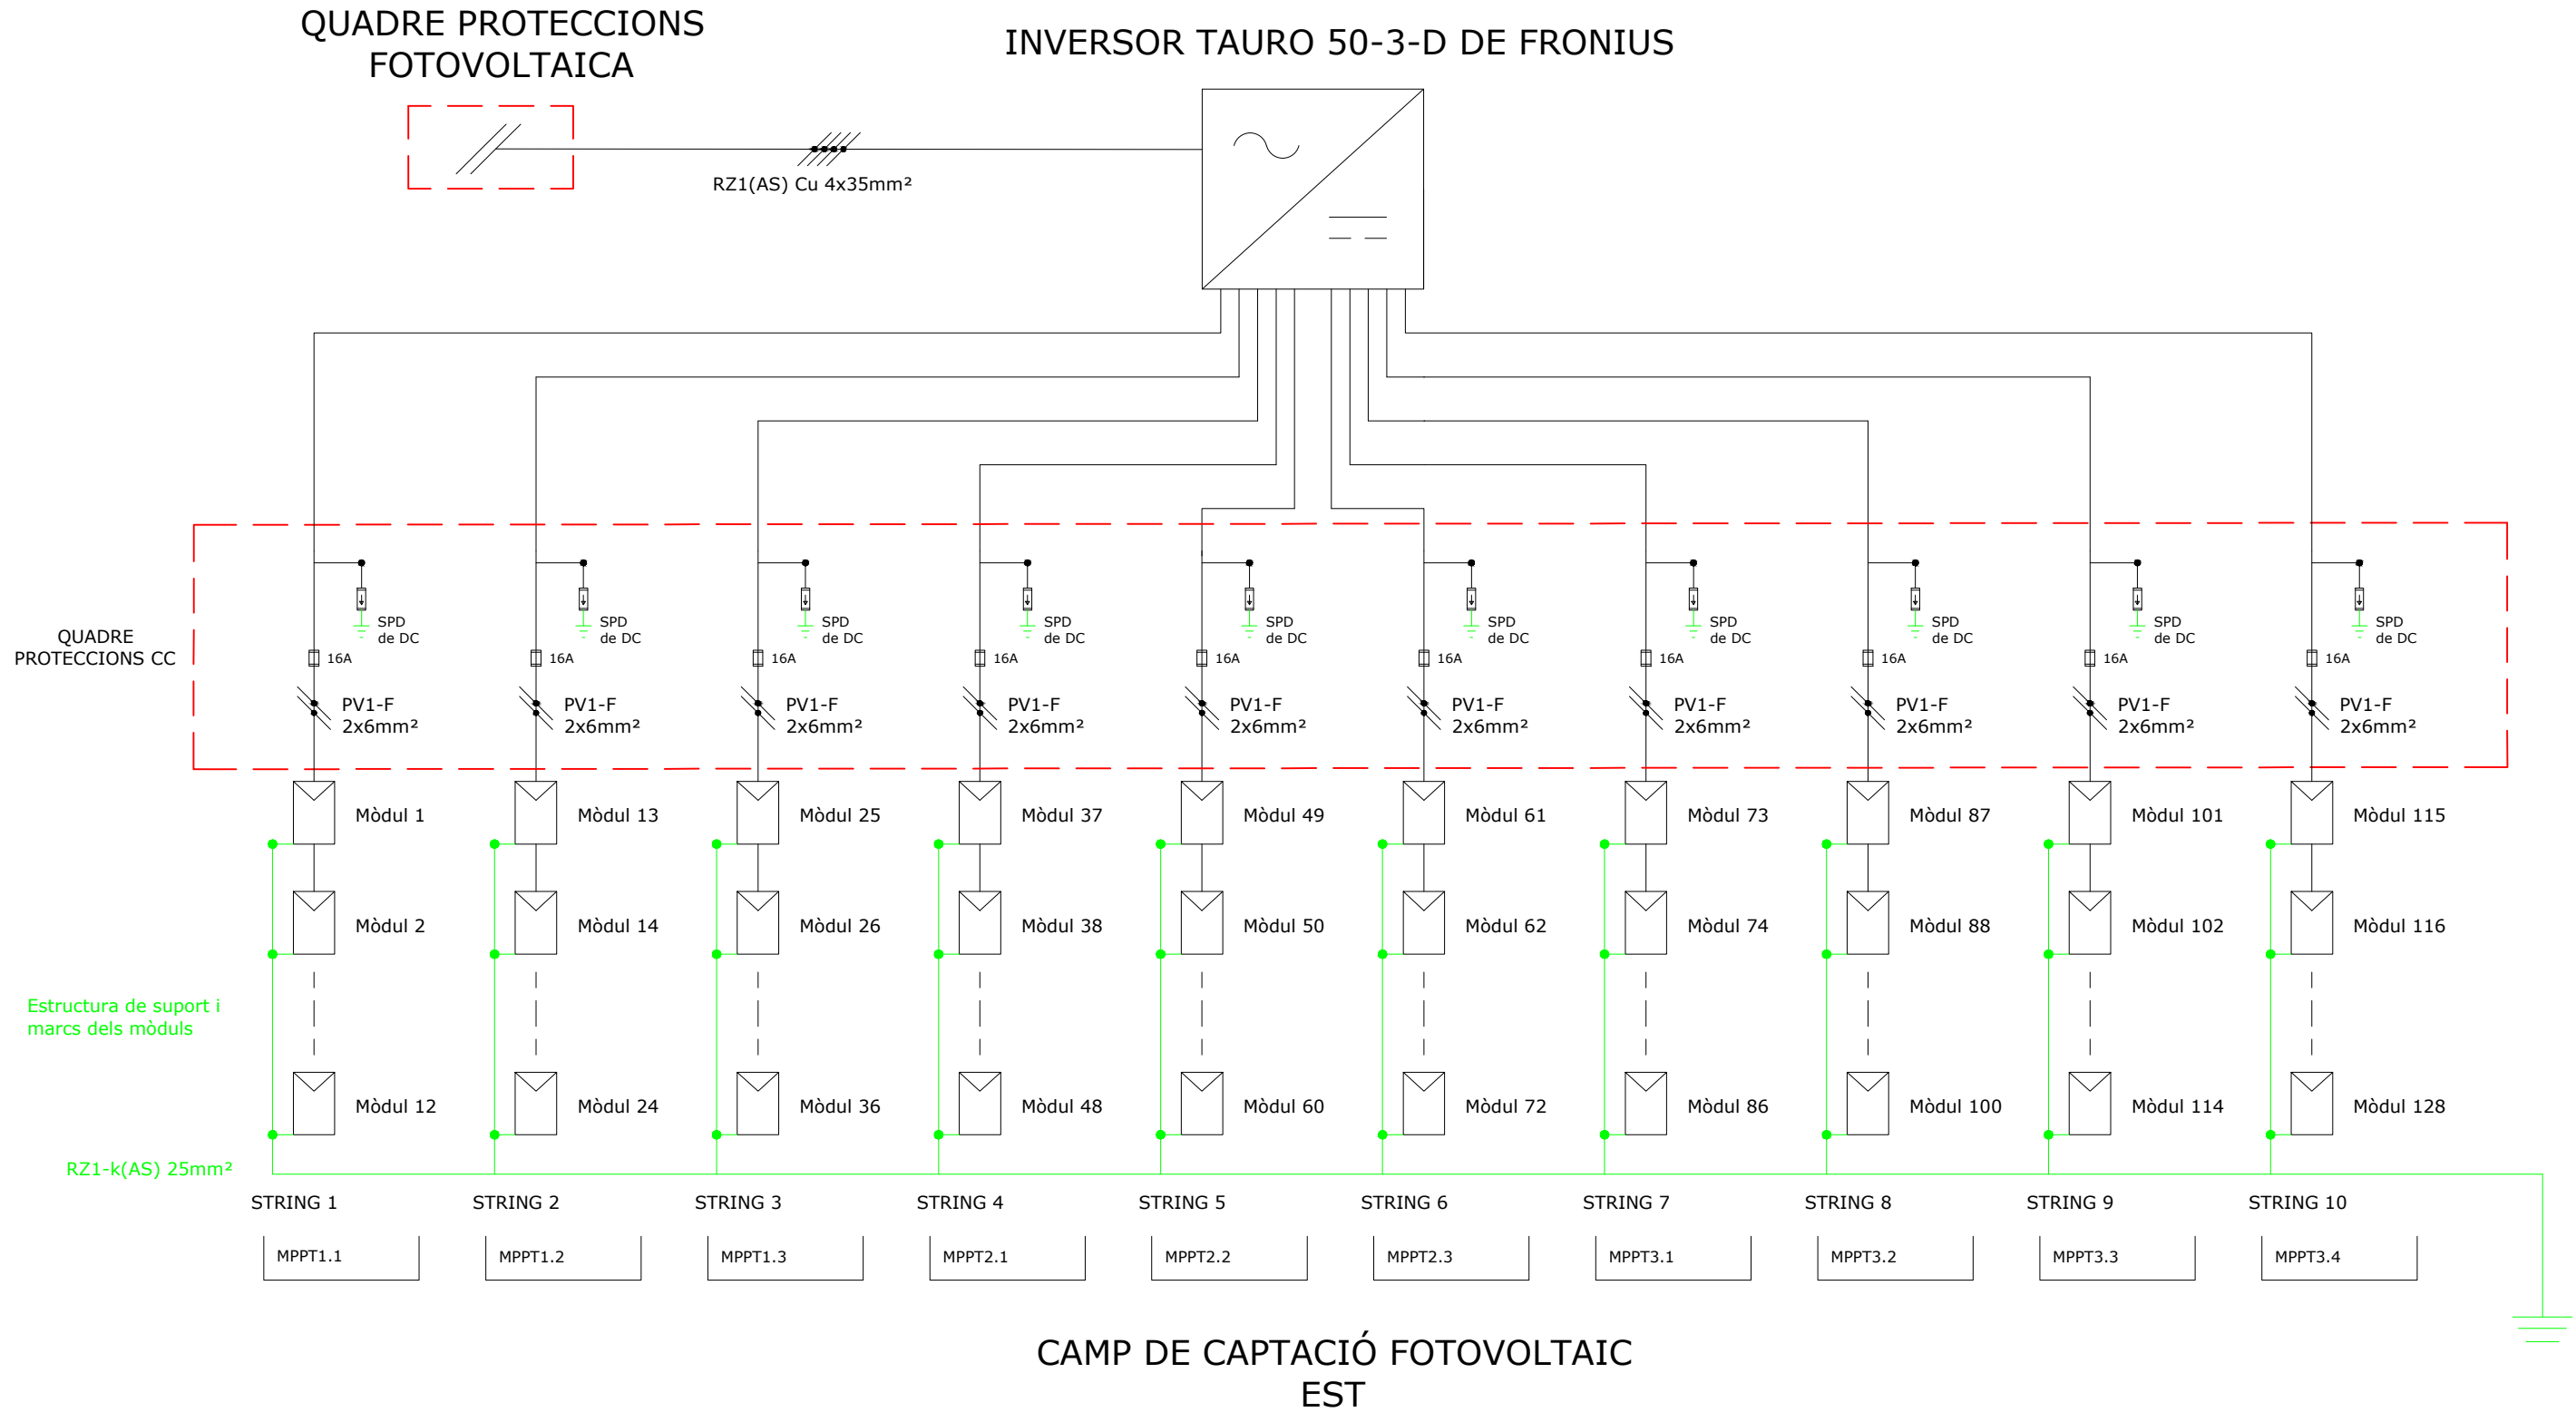 QUADRE PROTECCIONS
FOTOVOLTAICA
INVERSOR TAURO 50-3-D DE FRONIUS
RZ1(AS) Cu 4x35mm²
QUADRE
PROTECCIONS CC
SPD
de DC
SPD
de DC
SPD
de DC
SPD
de DC
SPD
de DC
SPD
de DC
SPD
de DC
SPD
de DC
SPD
de DC
SPD
de DC
16A 16A 16A 16A 16A 16A 16A 16A 16A 16A
PV1-F
2x6mm²
PV1-F
2x6mm²
PV1-F
2x6mm²
PV1-F
2x6mm²
PV1-F
2x6mm²
PV1-F
2x6mm²
PV1-F
2x6mm²
PV1-F
2x6mm²
PV1-F
2x6mm²
PV1-F
2x6mm²
Mòdul 1 Mòdul 13 Mòdul 25 Mòdul 37 Mòdul 49 Mòdul 61 Mòdul 73 Mòdul 87 Mòdul 101 Mòdul 115
Mòdul 2 Mòdul 14 Mòdul 26 Mòdul 38 Mòdul 50 Mòdul 62 Mòdul 74 Mòdul 88 Mòdul 102 Mòdul 116
Estructura de suport i
marcs dels mòduls
Mòdul 12 Mòdul 24 Mòdul 36 Mòdul 48 Mòdul 60 Mòdul 72 Mòdul 86 Mòdul 100 Mòdul 114 Mòdul 128
RZ1-k(AS) 25mm²
STRING 1 STRING 2 STRING 3 STRING 4 STRING 5 STRING 6 STRING 7 STRING 8 STRING 9 STRING 10
MPPT1.1 MPPT1.2 MPPT1.3 MPPT2.1 MPPT2.2 MPPT2.3 MPPT3.1 MPPT3.2 MPPT3.3 MPPT3.4
CAMP DE CAPTACIÓ FOTOVOLTAIC
EST